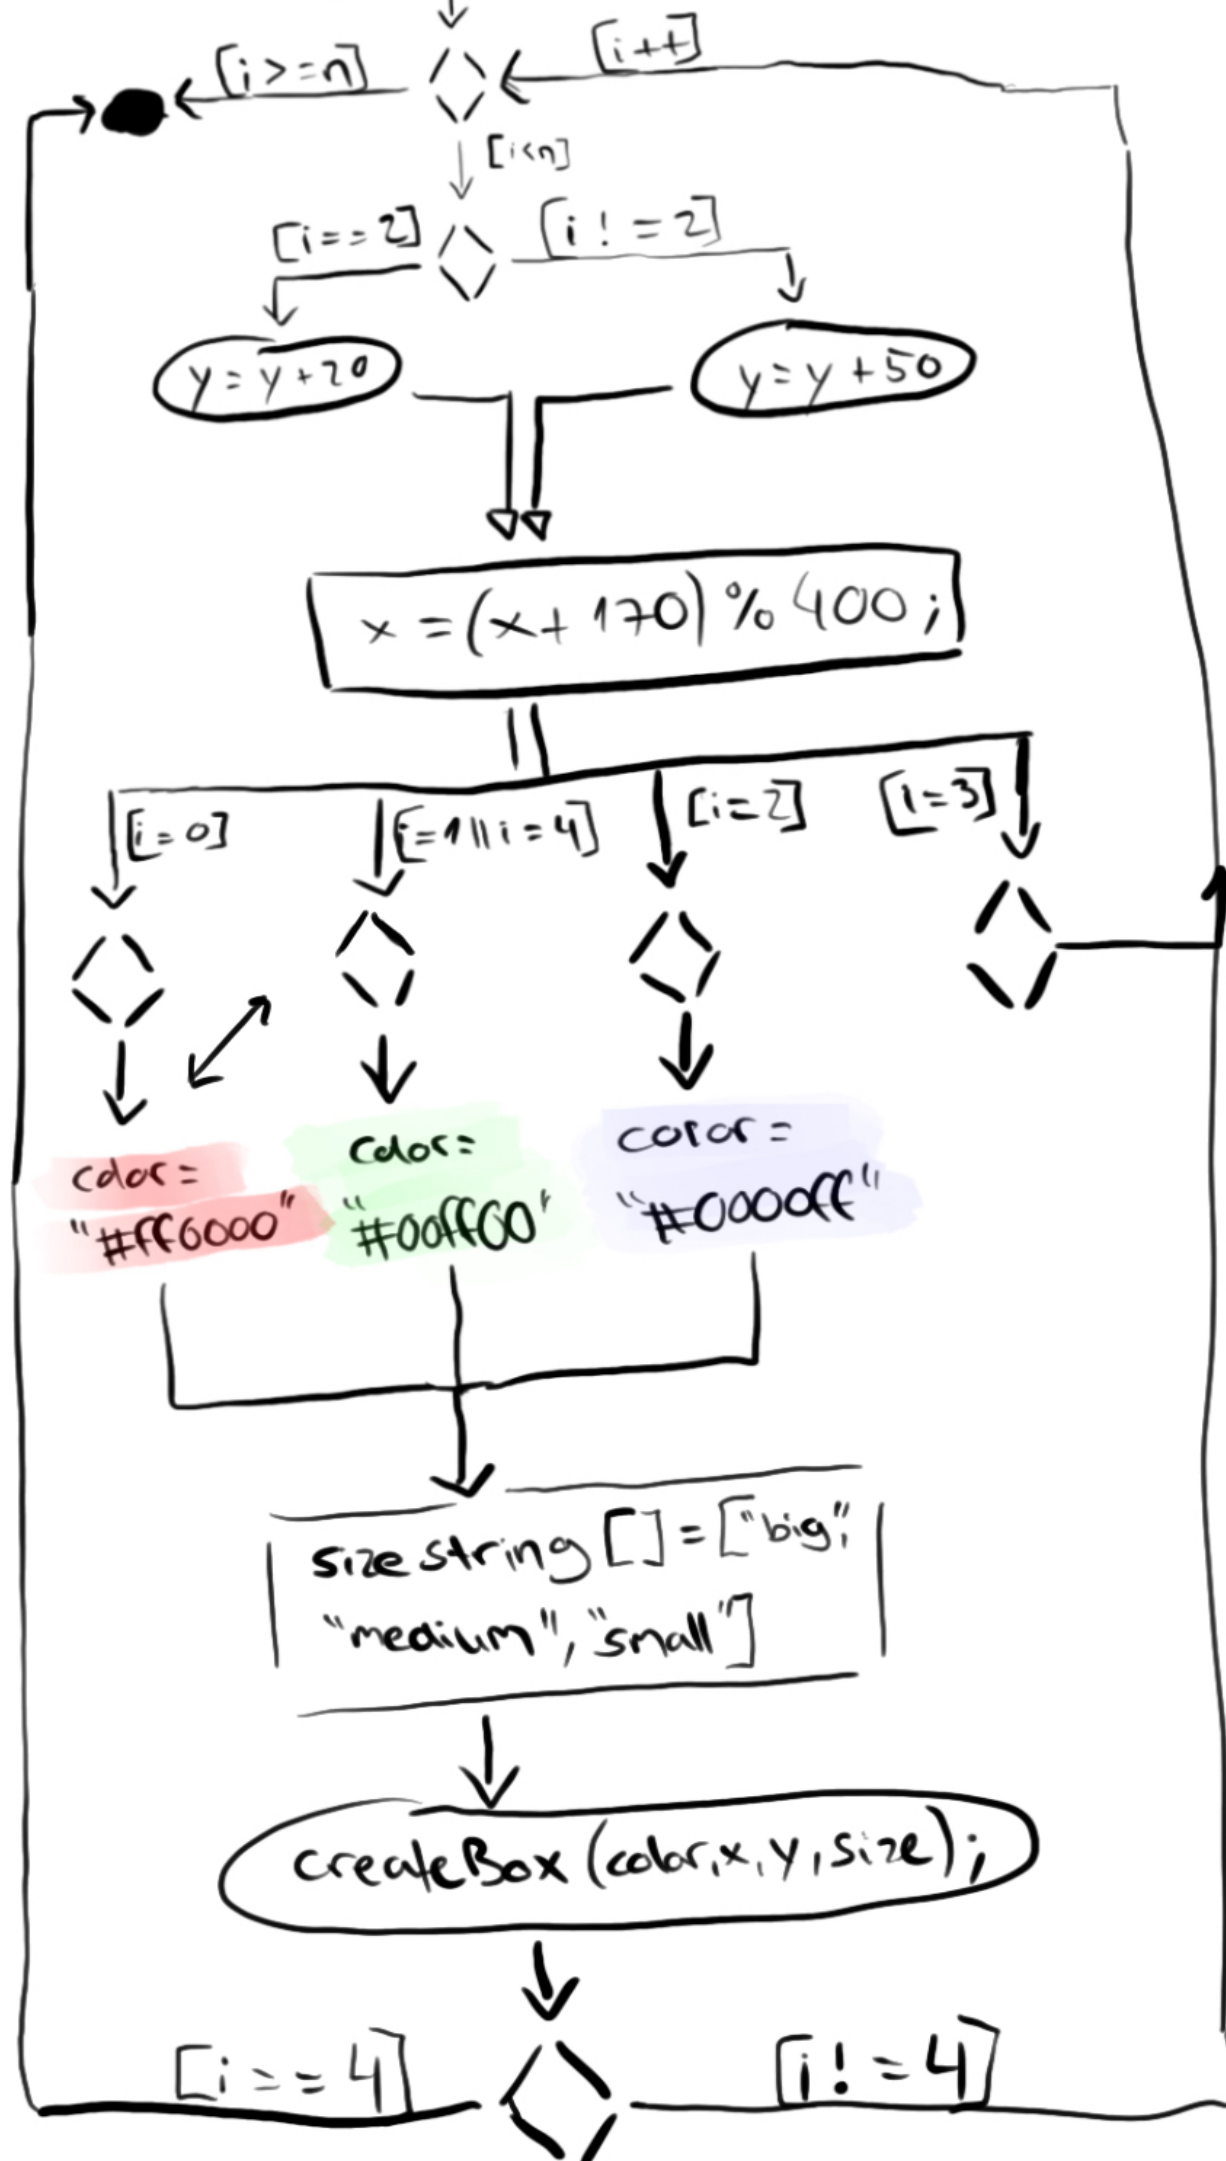 [i++]
[i>=n]
[i<n]
[i==2]
[i!=2]
y=y+20
y=y+50
x=(x+170)%400;
[i=0]
[i=1||i=4]
[i=2]
[i=3]
color=
"#ff0000"
color=
"#00ff00"
color=
"#0000ff"
size string[]=["big",
"medium","small"]
createBox(color,x,y,size);
[i==4]
[i!=4]